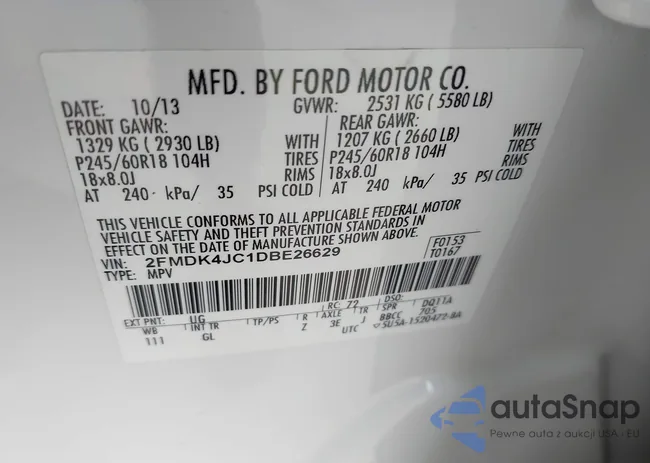 MFD. BY FORD MOTOR CO.
DATE: 10/13 GVWR: 2531 KG ( 5580 LB)
FRONT GAWR: REAR GAWR:
1329 KG ( 2930 LB) WITH 1207 KG ( 2660 LB) WITH
P245/60R18 104H TIRES P245/60R18 104H TIRES
18x8.0J RIMS 18x8.0J RIMS
AT 240 kPa/ 35 PSI COLD AT 240 kPa/ 35 PSI COLD
THIS VEHICLE CONFORMS TO ALL APPLICABLE FEDERAL MOTOR
VEHICLE SAFETY AND THEFT PREVENTION STANDARDS IN
EFFECT ON THE DATE OF MANUFACTURE SHOWN ABOVE.
VIN: 2FMDK4JC1DBE26629
TYPE: MPV
F0153
T0167
EXT PNT: UG RC: 72 DSO:
WB INT TR TP/PS R AXLE TR SPR DQ11A
111 GL Z 3E J BBCC 705
UTC
autoSnap
Pewne auta z aukcji USA - EU